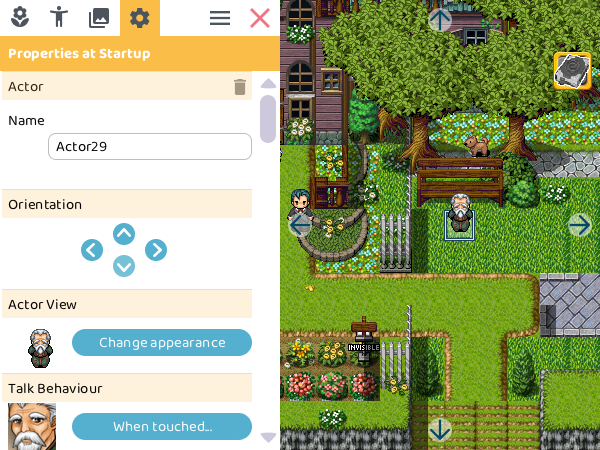 Properties at Startup
Actor
Name
Actor29
Orientation
Actor View
Change appearance
Talk Behaviour
When touched...
INVISIBLE